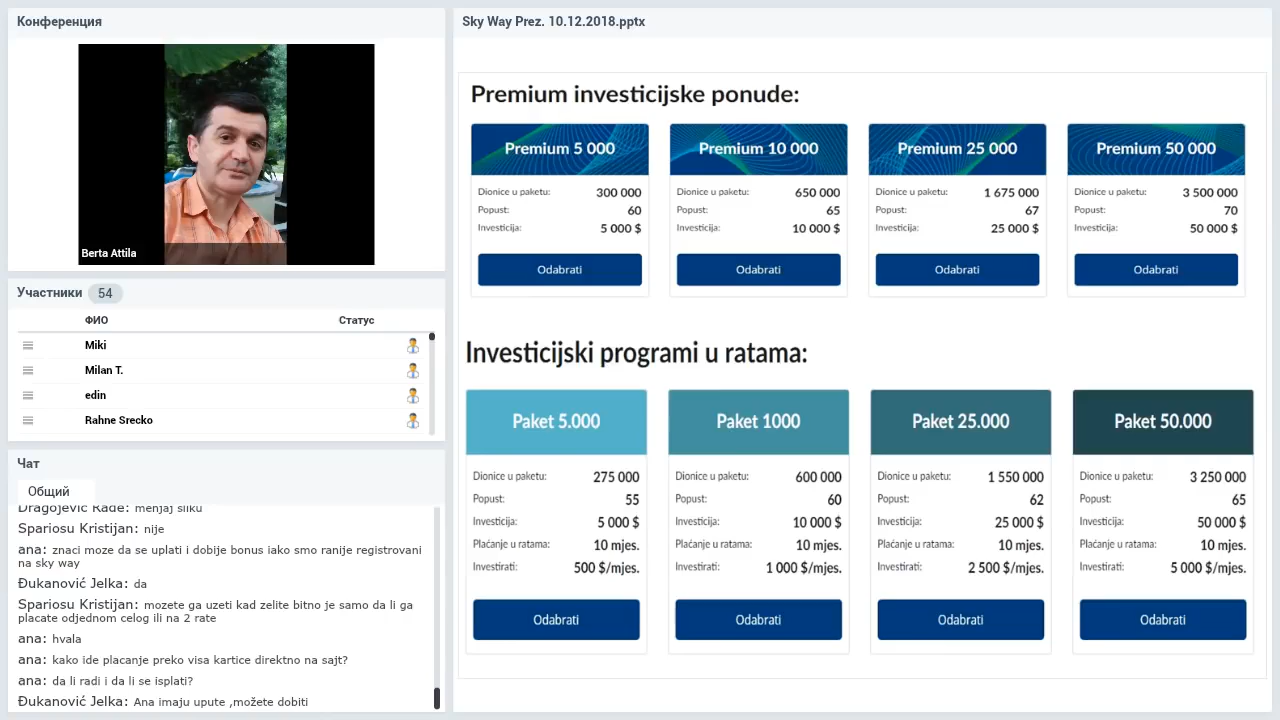 Конференция
Berta Attila
Участники 54
ФИО Статус
Miki
Milan T.
edin
Rahne Srecko
Чат
Общий
Dragojevic Rade: menjaj sliku
Spariosu Kristijan: nije
ana: znaci moze da se uplati i dobije bonus iako smo ranije registrovani
na sky way
Đukanović Jelka: da
Spariosu Kristijan: mozete ga uzeti kad zelite bitno je samo da li ga
placate odjednom celog ili na 2 rate
ana: hvala
ana: kako ide placanje preko visa kartice direktno na sajt?
ana: da li radi i da li se isplati?
Đukanović Jelka: Ana imaju upute ,možete dobiti
Sky Way Prez. 10.12.2018.pptx
Premium investicijske ponude:
Premium 5 000
Dionice u paketu: 300 000
Popust: 60
Investicija: 5 000 $
Odabrati
Premium 10 000
Dionice u paketu: 650 000
Popust: 65
Investicija: 10 000 $
Odabrati
Premium 25 000
Dionice u paketu: 1 675 000
Popust: 67
Investicija: 25 000 $
Odabrati
Premium 50 000
Dionice u paketu: 3 500 000
Popust: 70
Investicija: 50 000 $
Odabrati
Investicijski programi u ratama:
Paket 5.000
Dionice u paketu: 275 000
Popust: 55
Investicija: 5 000 $
Plaćanje u ratama: 10 mjes.
Investirati: 500 $/mjes.
Odabrati
Paket 1000
Dionice u paketu: 600 000
Popust: 60
Investicija: 10 000 $
Plaćanje u ratama: 10 mjes.
Investirati: 1 000 $/mjes.
Odabrati
Paket 25.000
Dionice u paketu: 1 550 000
Popust: 62
Investicija: 25 000 $
Plaćanje u ratama: 10 mjes.
Investirati: 2 500 $/mjes.
Odabrati
Paket 50.000
Dionice u paketu: 3 250 000
Popust: 65
Investicija: 50 000 $
Plaćanje u ratama: 10 mjes.
Investirati: 5 000 $/mjes.
Odabrati